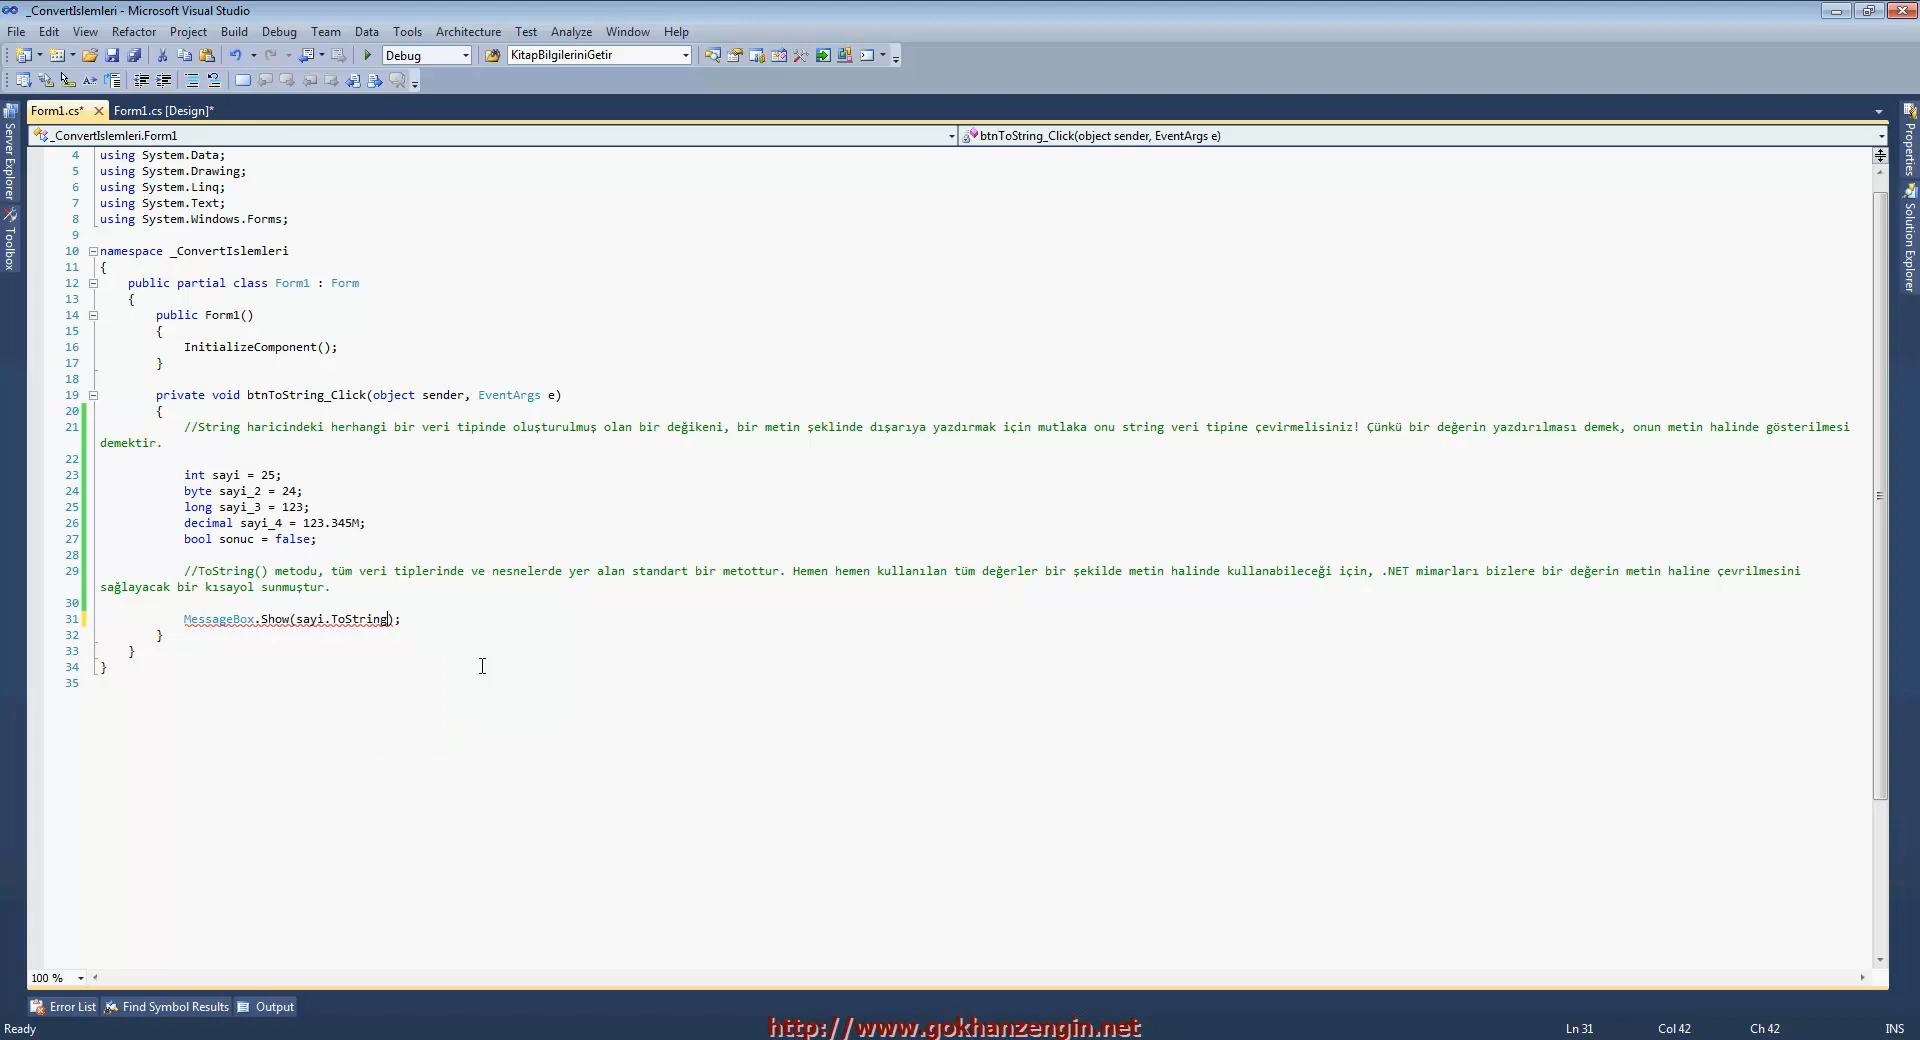 _ConvertIslemleri - Microsoft Visual Studio
File Edit View Refactor Project Build Debug Team Data Tools Architecture Test Analyze Window Help
Debug KitapBilgileriniGetir
Form1.cs* Form1.cs [Design]*
_ConvertIslemleri.Form1 btnToString_Click(object sender, EventArgs e)
Server Explorer
Toolbox
Properties
Solution Explorer
4 using System.Data;
5 using System.Drawing;
6 using System.Linq;
7 using System.Text;
8 using System.Windows.Forms;
9
10 namespace _ConvertIslemleri
11 {
12 public partial class Form1 : Form
13 {
14 public Form1()
15 {
16 InitializeComponent();
17 }
18
19 private void btnToString_Click(object sender, EventArgs e)
20 {
21 //String haricindeki herhangi bir veri tipinde oluşturulmuş olan bir değikeni, bir metin şeklinde dışarıya yazdırmak için mutlaka onu string veri tipine çevirmelisiniz! Çünkü bir değerin yazdırılması demek, onun metin halinde gösterilmesi
demektir.
22
23 int sayi = 25;
24 byte sayi_2 = 24;
25 long sayi_3 = 123;
26 decimal sayi_4 = 123.345M;
27 bool sonuc = false;
28
29 //ToString() metodu, tüm veri tiplerinde ve nesnelerde yer alan standart bir metottur. Hemen hemen kullanılan tüm değerler bir şekilde metin halinde kullanabileceği için, .NET mimarları bizlere bir değerin metin haline çevrilmesini
sağlayacak bir kısayol sunmuştur.
30
31 MessageBox.Show(sayi.ToString);
32 }
33 }
34 }
35
100 %
Error List Find Symbol Results Output
Ready http://www.gokhanzengin.net Ln 31 Col 42 Ch 42 INS